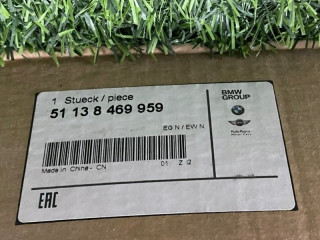 1 Stueck / piece
51 13 8 469 959
BMW
GROUP
EG N / EW N
Made in China - CN
01
EAC